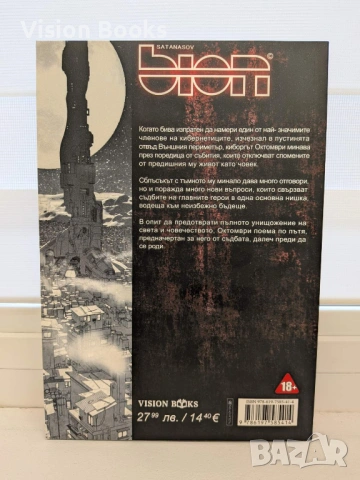 Vision Books
SATANASOV
BION ©
Когато бива изпратен да намери един от най- значимите
членове на кибернетиците, изчезнал в пустинята
отвъд Външния периметър, киборгът Октомври минава
през поредица от събития, които отключват спомените
от предишния му живот като човек.
Сблъсъкът с тъмното му минало дава много отговори,
но и поражда много нови въпроси, които свързват
съдбите на главните герои в една основна нишка,
водеща към неизбежно бъдеще.
В опит да предотврати пълното унищожение на
света и човечеството, Октомври поема по пътя,
предначертан за него от съдбата, далеч преди да
се роди.
18+
VISION BOOKS
27⁹⁹ лв. / 14⁴⁰ €
BAZAR
bg